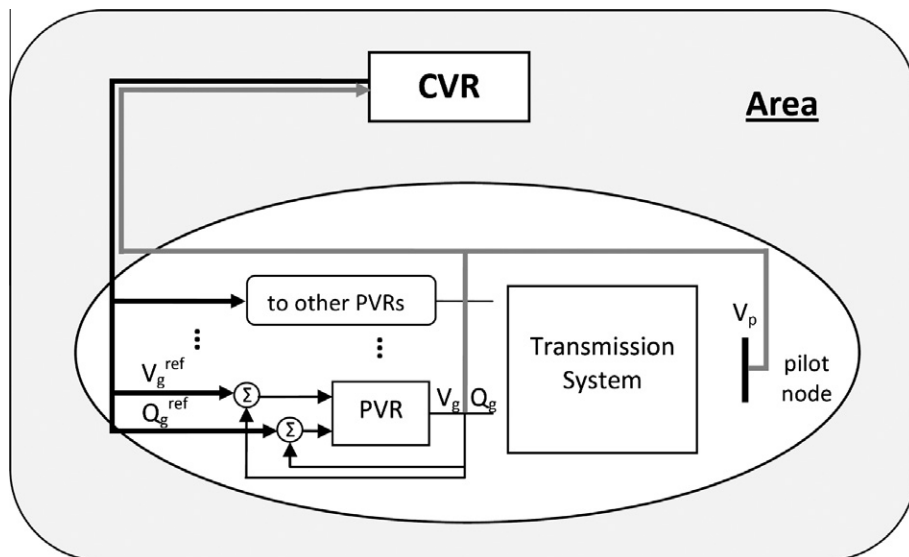 CVR
Area
to other PVRs
Transmission
System
V_p
pilot
node
V_g^ref
Σ
PVR
V_g Q_g
Q_g^ref
Σ